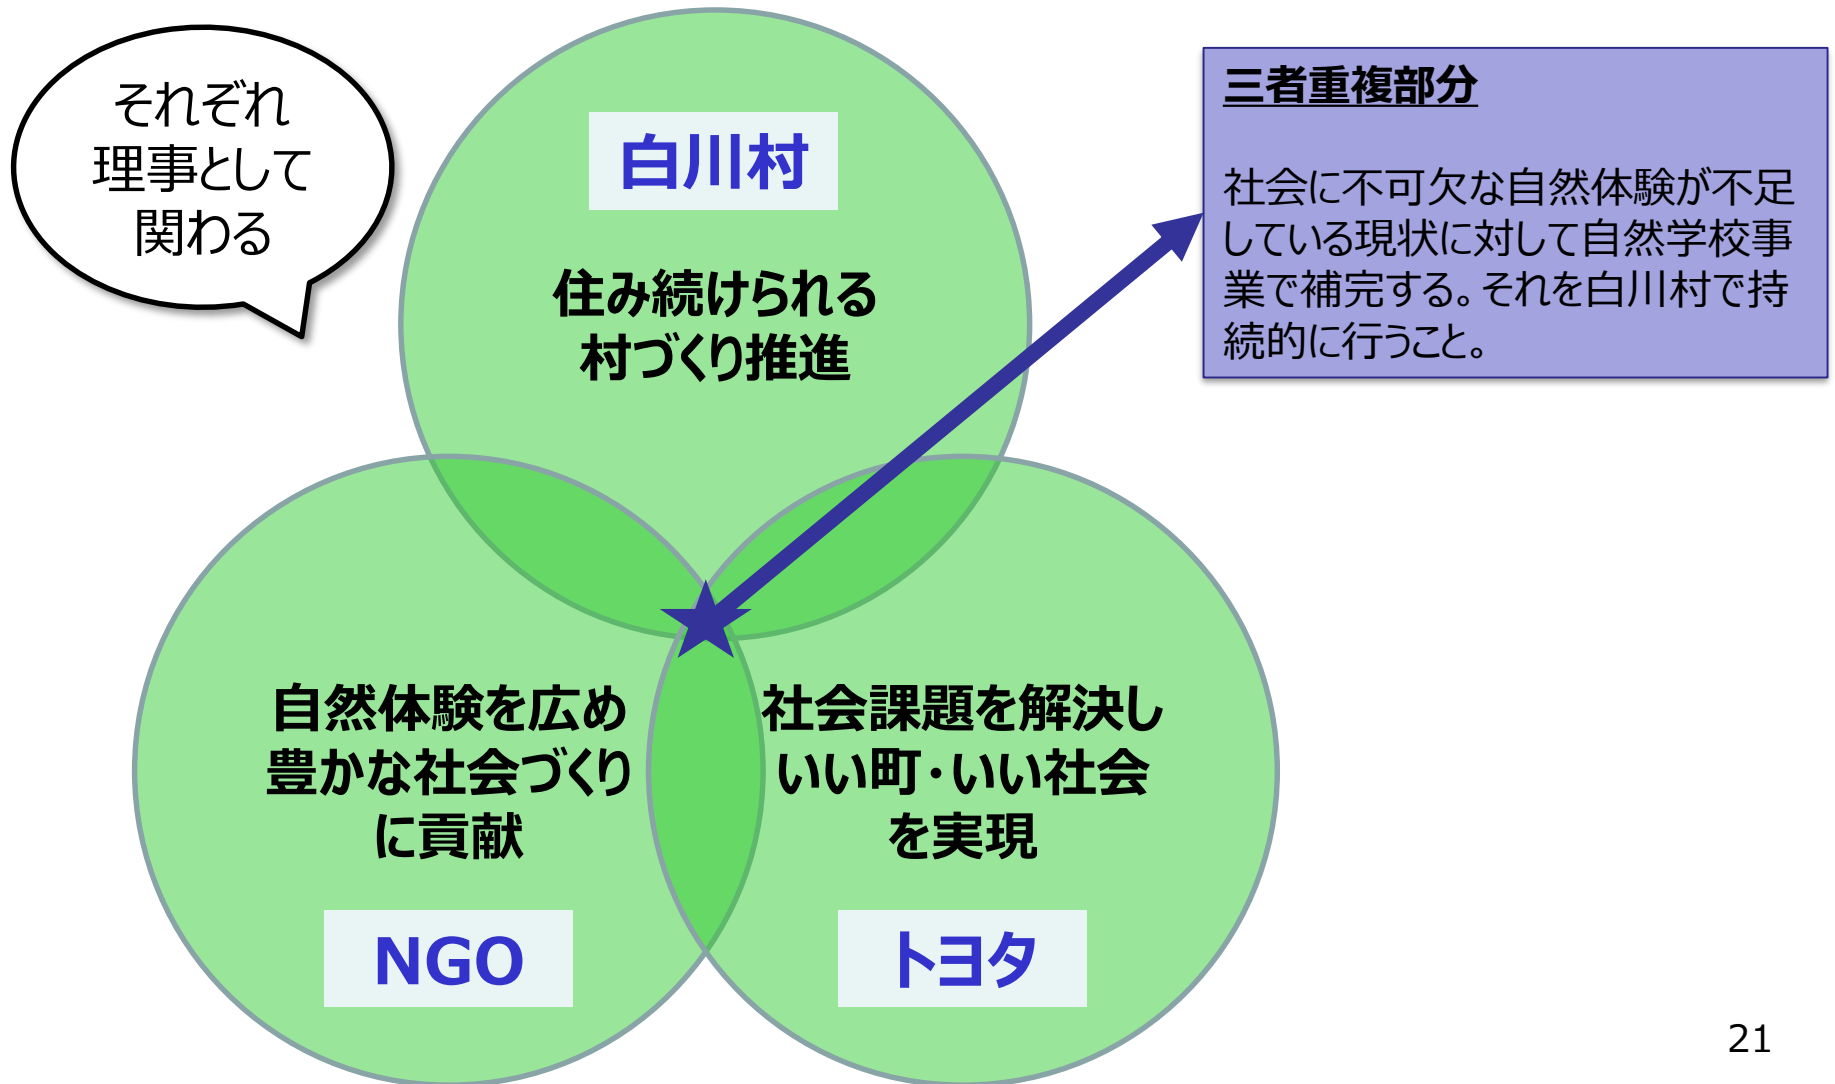 それぞれ
理事として
関わる
白川村
住み続けられる
村づくり推進
三者重複部分
社会に不可欠な自然体験が不足
している現状に対して自然学校事
業で補完する。それを白川村で持
続的に行うこと。
自然体験を広め
豊かな社会づくり
に貢献
NGO
社会課題を解決し
いい町・いい社会
を実現
トヨタ
21